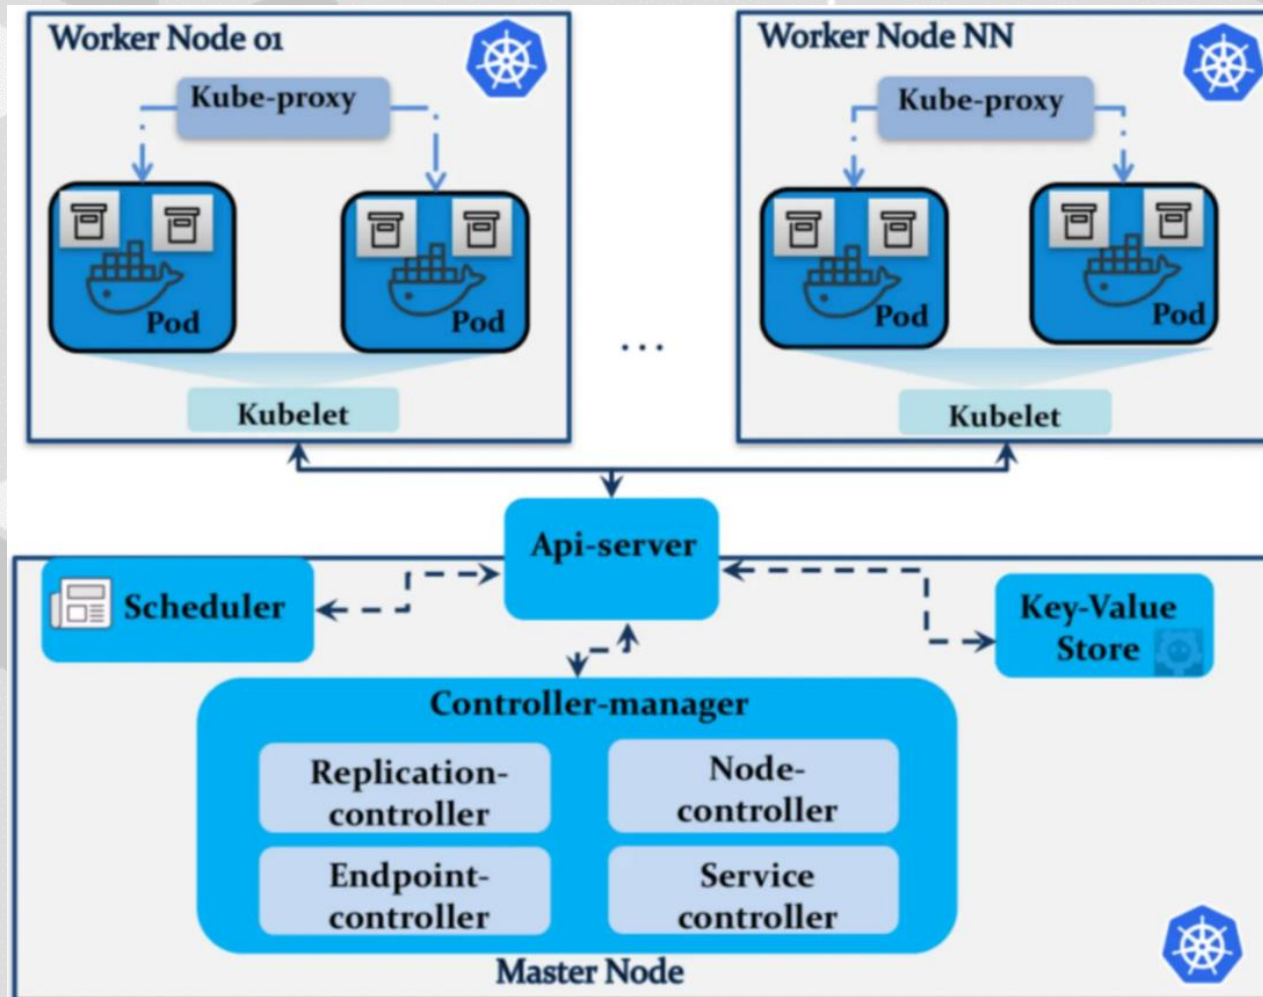 Worker Node 01
Worker Node NN
Kube-proxy
Kube-proxy
Pod
Pod
Pod
Pod
...
Kubelet
Kubelet
Api-server
Scheduler
Key-Value
Store
Controller-manager
Replication-
controller
Node-
controller
Endpoint-
controller
Service
controller
Master Node